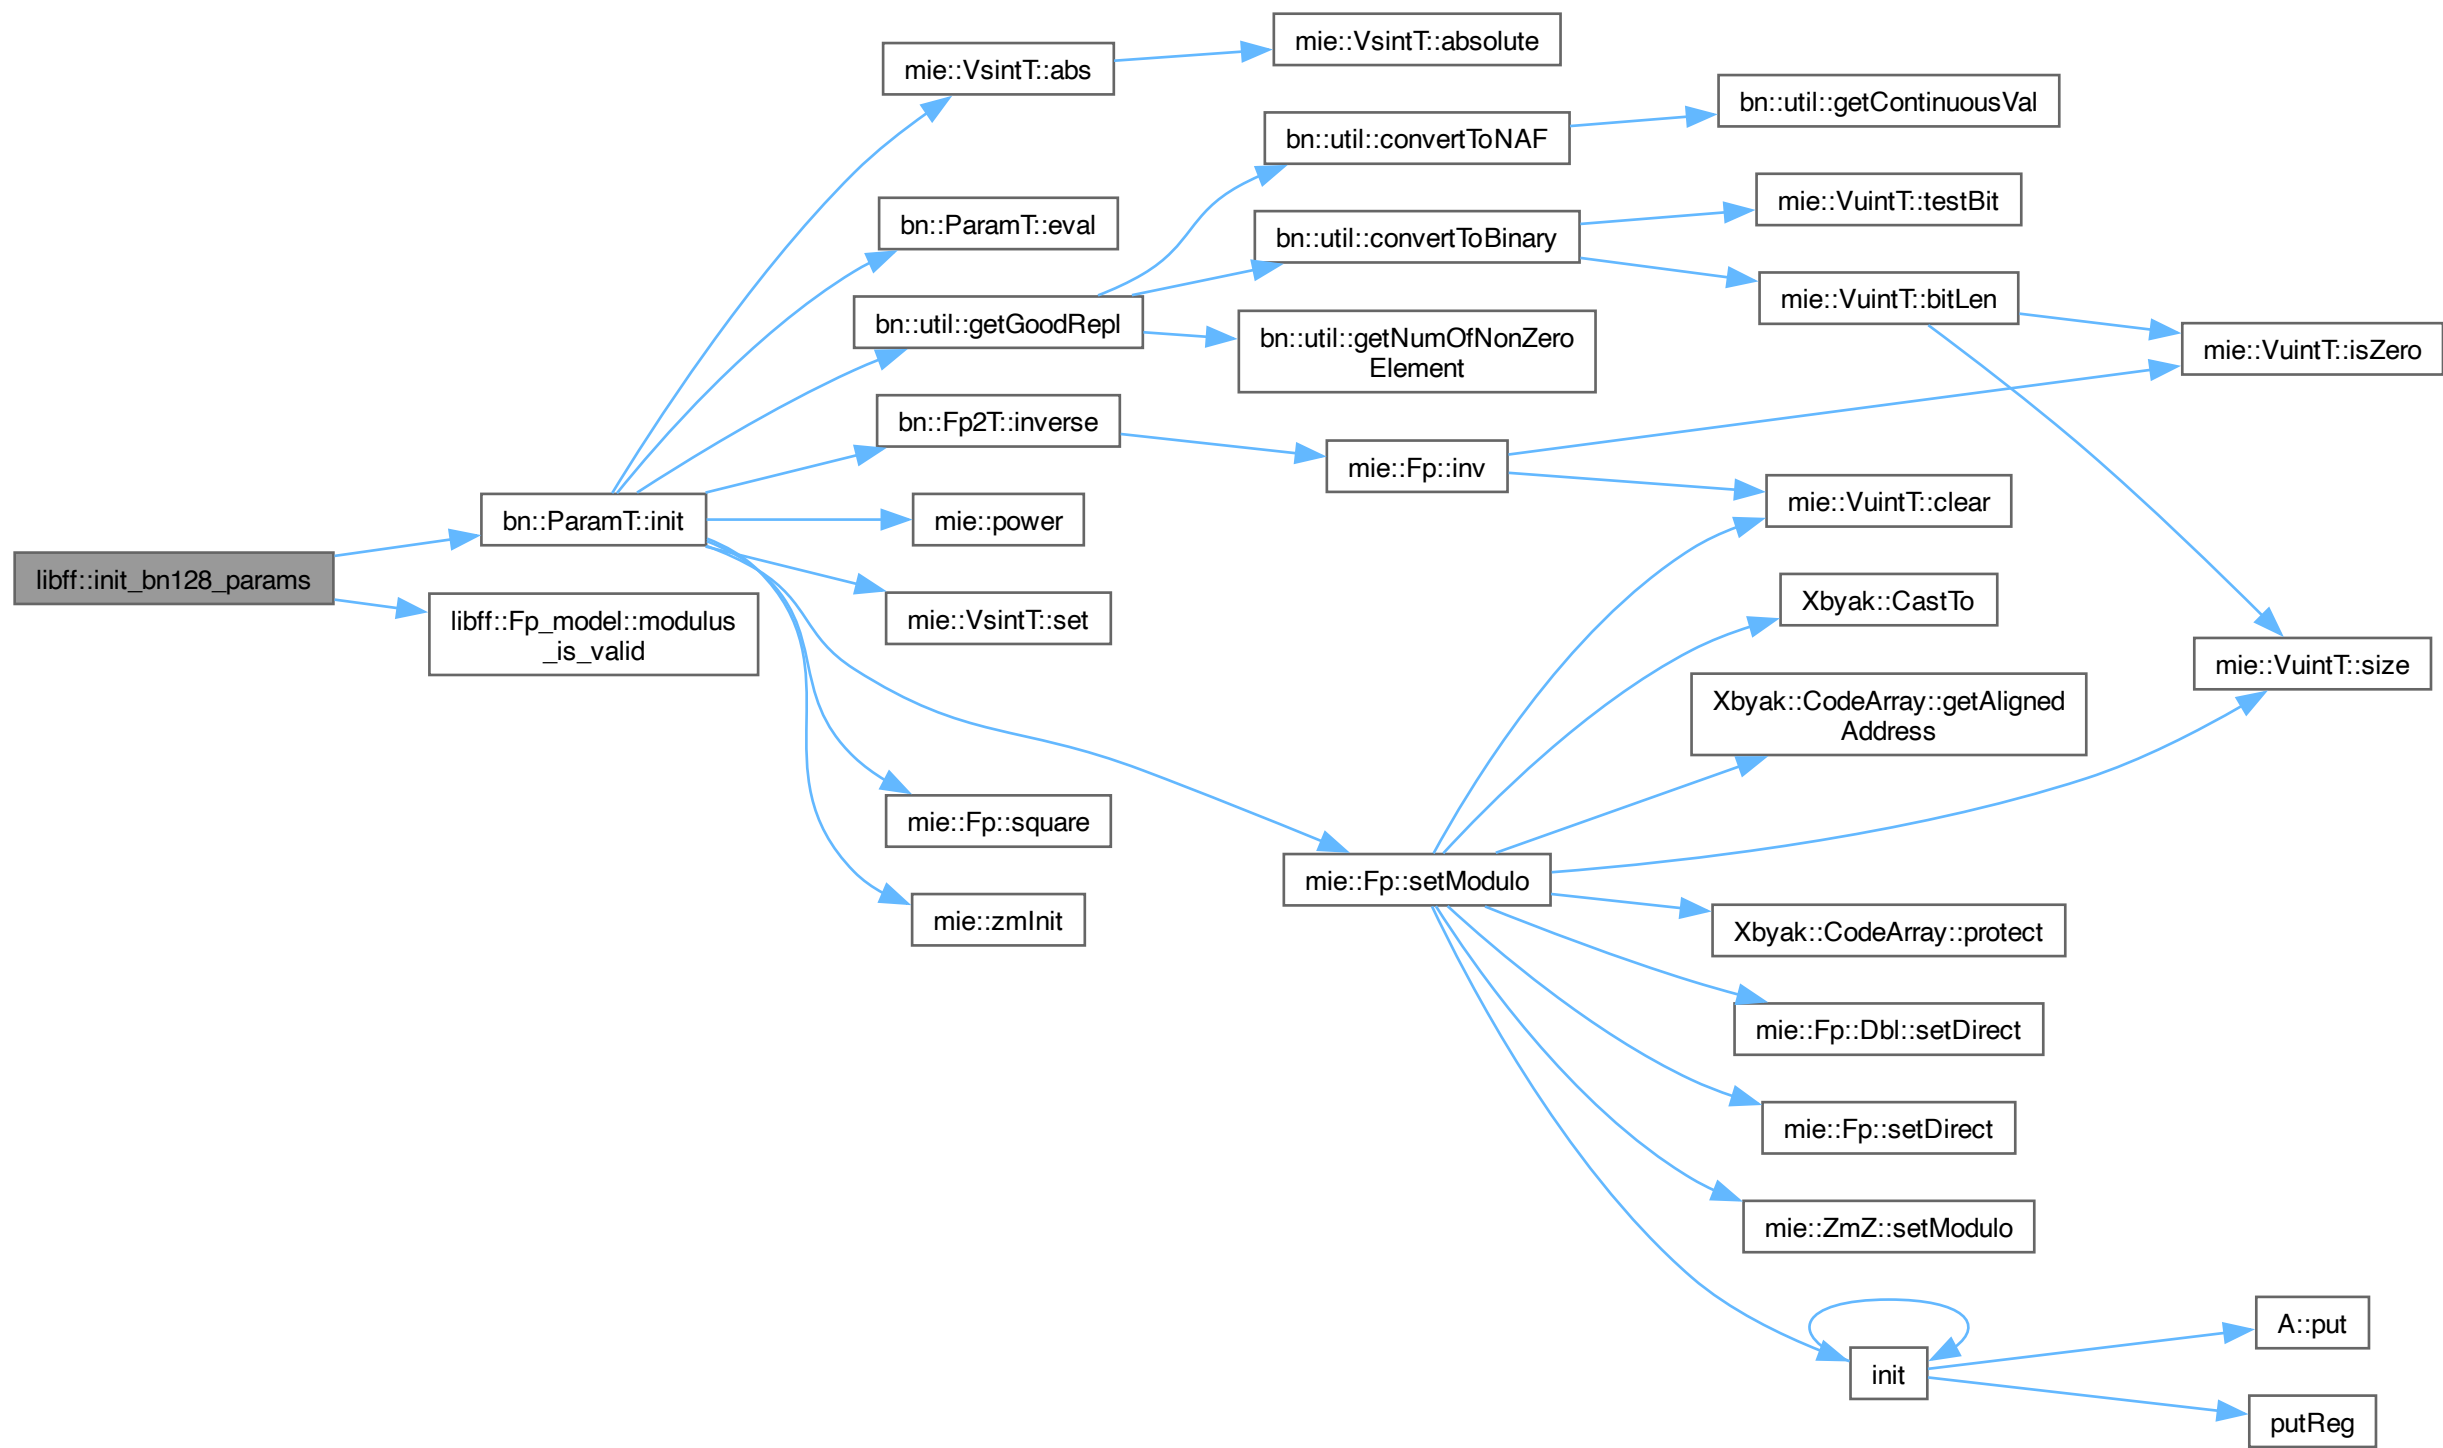 mie::VsintT::absolute
mie::VsintT::abs
bn::util::getContinuousVal
bn::util::convertToNAF
mie::VuintT::testBit
bn::ParamT::eval
bn::util::convertToBinary
mie::VuintT::bitLen
bn::util::getGoodRepl
bn::util::getNumOfNonZero
Element
mie::VuintT::isZero
bn::Fp2T::inverse
mie::Fp::inv
mie::VuintT::clear
bn::ParamT::init
mie::power
libff::init_bn128_params
Xbyak::CastTo
libff::Fp_model::modulus
_is_valid
mie::VsintT::set
mie::VuintT::size
Xbyak::CodeArray::getAligned
Address
mie::Fp::square
mie::Fp::setModulo
mie::zmInit
Xbyak::CodeArray::protect
mie::Fp::Dbl::setDirect
mie::Fp::setDirect
mie::ZmZ::setModulo
A::put
init
putReg